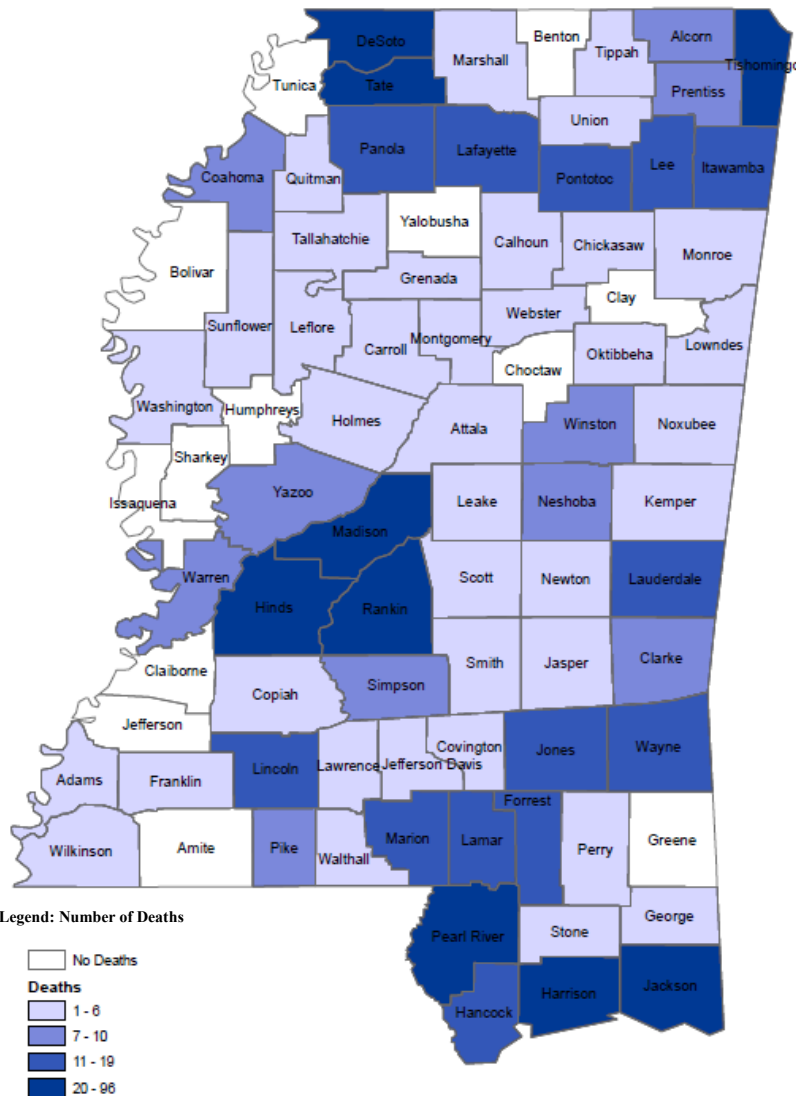 DeSoto
Benton
Alcorn
Marshall
Tippah
Tishomingo
Tunica
Tate
Prentiss
Union
Panola
Lafayette
Lee
Itawamba
Coahoma
Quitman
Pontotoc
Yalobusha
Tallahatchie
Calhoun
Chickasaw
Monroe
Bolivar
Grenada
Clay
Sunflower
Leflore
Webster
Montgomery
Carroll
Lowndes
Oktibbeha
Choctaw
Washington
Humphreys
Holmes
Attala
Winston
Noxubee
Sharkey
Yazoo
Issaquena
Leake
Neshoba
Kemper
Madison
Warren
Scott
Newton
Lauderdale
Hinds
Rankin
Claiborne
Smith
Jasper
Clarke
Simpson
Copiah
Jefferson
Covington
Jones
Wayne
Lincoln
Lawrence
Jefferson Davis
Adams
Franklin
Forrest
Marion
Lamar
Greene
Wilkinson
Amite
Pike
Walthall
Perry
George
Legend: Number of Deaths
Pearl River
Stone
No Deaths
Deaths
1 - 6
7 - 10
11 - 19
20 - 96
Hancock
Harrison
Jackson